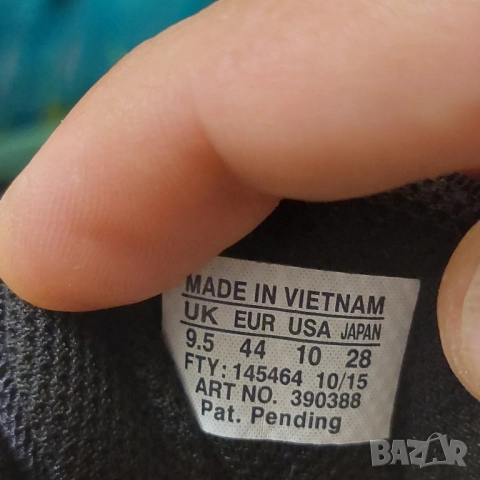 MADE IN VIETNAM
UK EUR USA JAPAN
9.5 44 10 28
FTY: 145464 10/15
ART NO. 390388
Pat. Pending
BAZAR